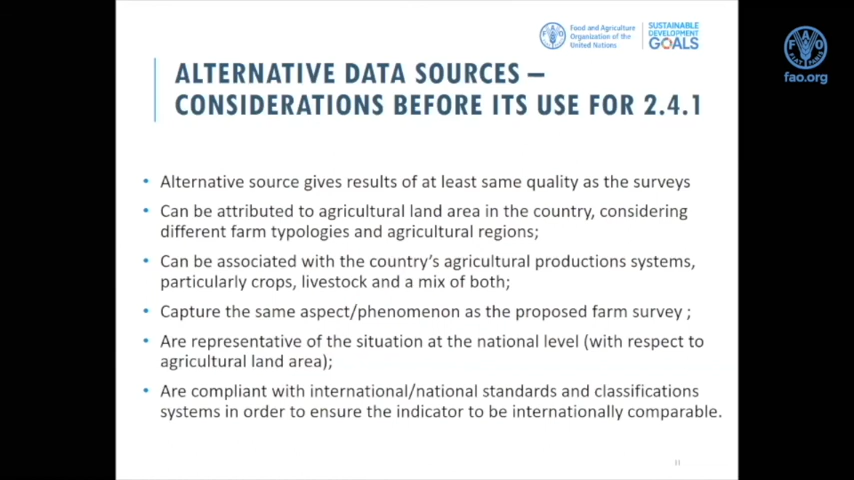 Food and Agriculture
Organization of the
United Nations
SUSTAINABLE
DEVELOPMENT
GOALS
FAO
FIAT PANIS
fao.org
ALTERNATIVE DATA SOURCES –
CONSIDERATIONS BEFORE ITS USE FOR 2.4.1
• Alternative source gives results of at least same quality as the surveys
• Can be attributed to agricultural land area in the country, considering
different farm typologies and agricultural regions;
• Can be associated with the country's agricultural productions systems,
particularly crops, livestock and a mix of both;
• Capture the same aspect/phenomenon as the proposed farm survey ;
• Are representative of the situation at the national level (with respect to
agricultural land area);
• Are compliant with international/national standards and classifications
systems in order to ensure the indicator to be internationally comparable.
11